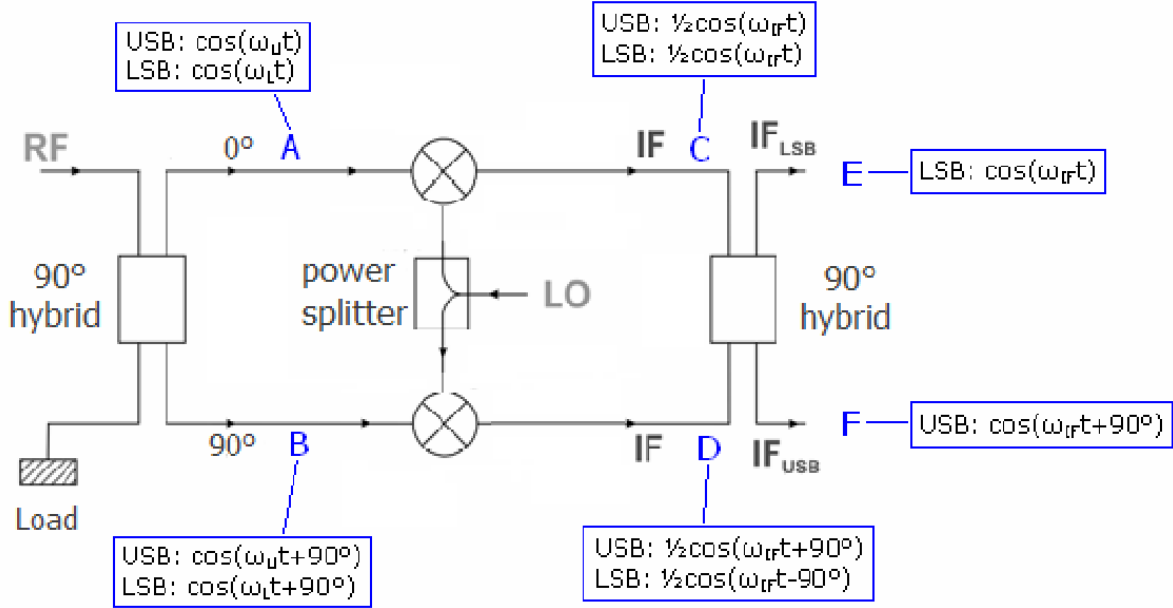 USB: cos(ω_U t)
LSB: cos(ω_L t)
USB: ½cos(ω_IF t)
LSB: ½cos(ω_IF t)
RF
0°
A
IF
C
IF_LSB
E
LSB: cos(ω_IF t)
90°
hybrid
power
splitter
LO
90°
hybrid
90°
B
IF
D
IF_USB
F
USB: cos(ω_IF t+90°)
Load
USB: cos(ω_U t+90°)
LSB: cos(ω_L t+90°)
USB: ½cos(ω_IF t+90°)
LSB: ½cos(ω_IF t-90°)